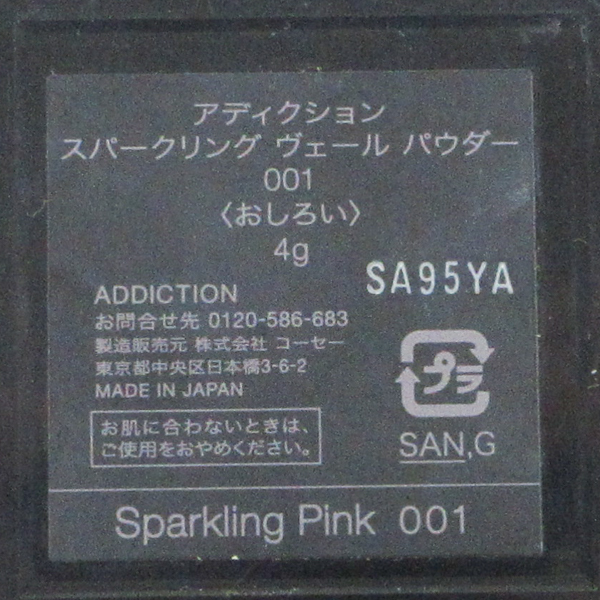 アディクション
スパークリング ヴェール パウダー
001
〈おしろい〉
4g
SA95YA
ADDICTION
お問合せ先 0120-586-683
製造販売元 株式会社 コーセー
東京都中央区日本橋3-6-2
MADE IN JAPAN
プラ
SAN,G
お肌に合わないときは、
ご使用をおやめください。
Sparkling Pink 001